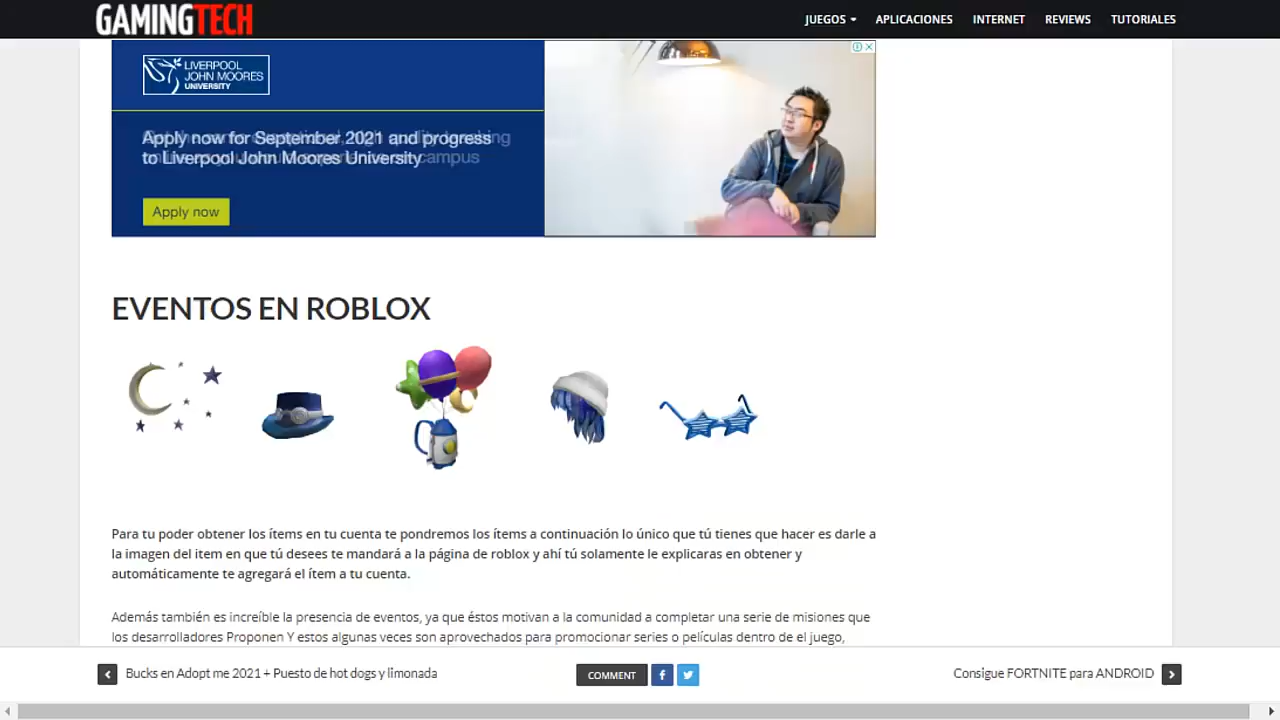 GAMINGTECH
JUEGOS
APLICACIONES
INTERNET
REVIEWS
TUTORIALES
LIVERPOOL
JOHN MOORES
UNIVERSITY
Apply now for September 2021 and progress
to Liverpool John Moores University
Apply now
EVENTOS EN ROBLOX
Para tu poder obtener los ítems en tu cuenta te pondremos los ítems a continuación lo único que tú tienes que hacer es darle a
la imagen del item en que tú desees te mandará a la página de roblox y ahí tú solamente le explicaras en obtener y
automáticamente te agregará el ítem a tu cuenta.
Además también es increíble la presencia de eventos, ya que éstos motivan a la comunidad a completar una serie de misiones que
los desarrolladores Proponen Y estos algunas veces son aprovechados para promocionar series o películas dentro de el juego,
Bucks en Adopt me 2021 + Puesto de hot dogs y limonada
COMMENT
Consigue FORTNITE para ANDROID